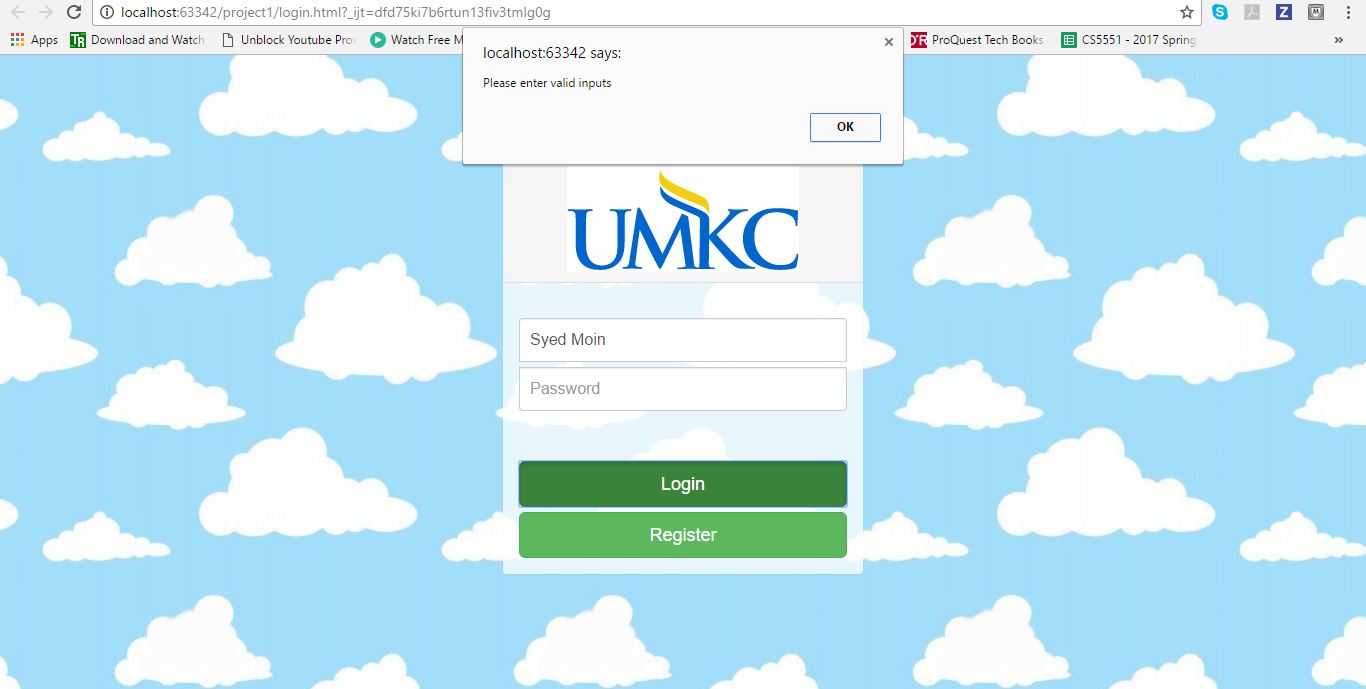 localhost:63342/project1/login.html?_ijt=dfd75ki7b6rtun13fiv3tmlg0g
Apps Download and Watch Unblock Youtube Pro Watch Free M ProQuest Tech Books CS5551 - 2017 Spring »
localhost:63342 says:
Please enter valid inputs
OK
UMKC
Syed Moin
Password
Login
Register